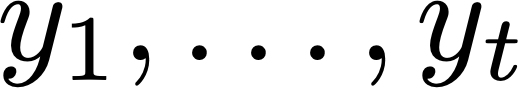 y₁, . . . , yₜ